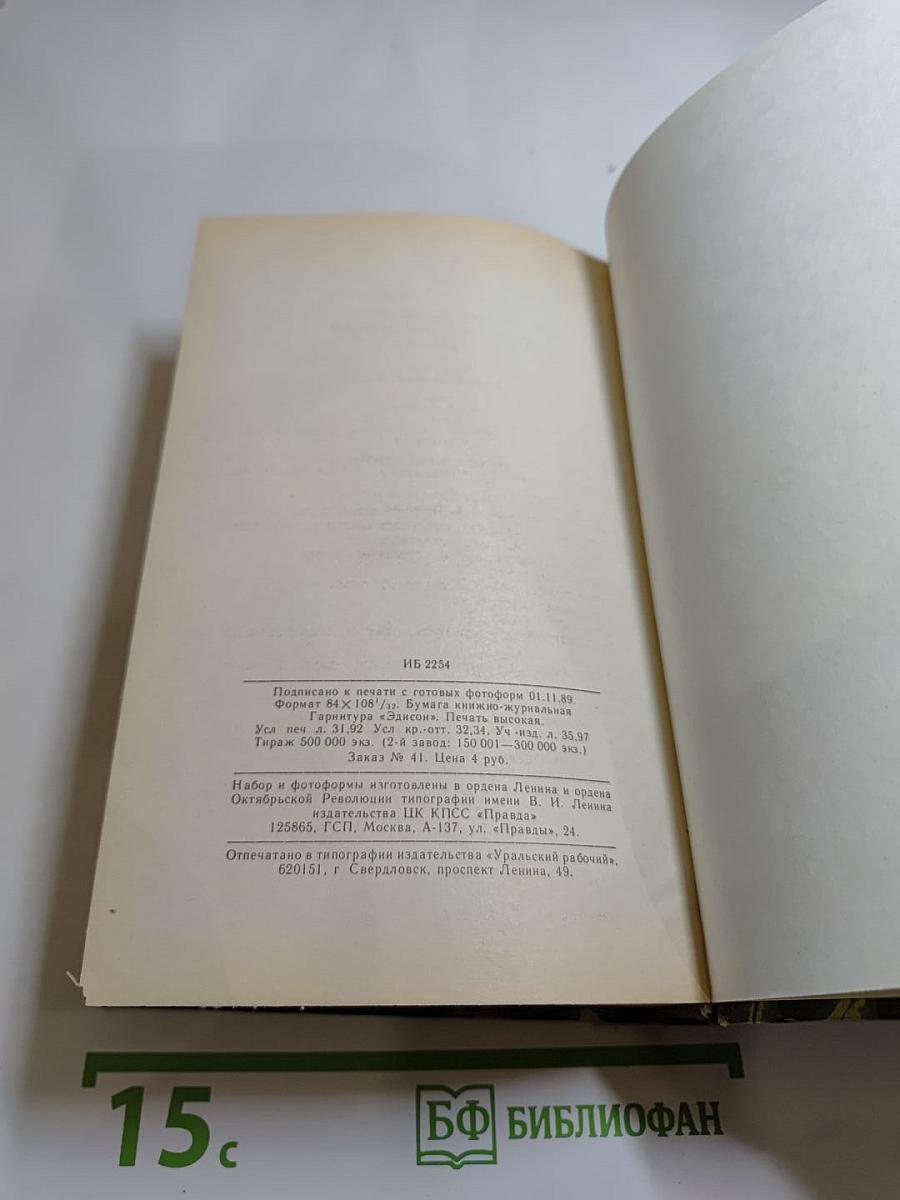 ИБ 2254
Подписано к печати с готовых фотоформ 01.11.89.
Формат 84×108¹/₃₂. Бумага книжно-журнальная
Гарнитура «Эдисон». Печать высокая.
Усл печ л. 31,92 Усл кр.-отт. 32,34. Уч-изд. л. 35,97
Тираж 500 000 экз. (2-й завод: 150 001—300 000 экз.)
Заказ № 41. Цена 4 руб.
Набор и фотоформы изготовлены в ордена Ленина и ордена
Октябрьской Революции типографии имени В. И. Ленина
издательства ЦК КПСС «Правда»
125865, ГСП, Москва, А-137, ул. «Правды», 24.
Отпечатано в типографии издательства «Уральский рабочий»,
620151, г Свердловск, проспект Ленина, 49.
15 с
БФ БИБЛИОФАН